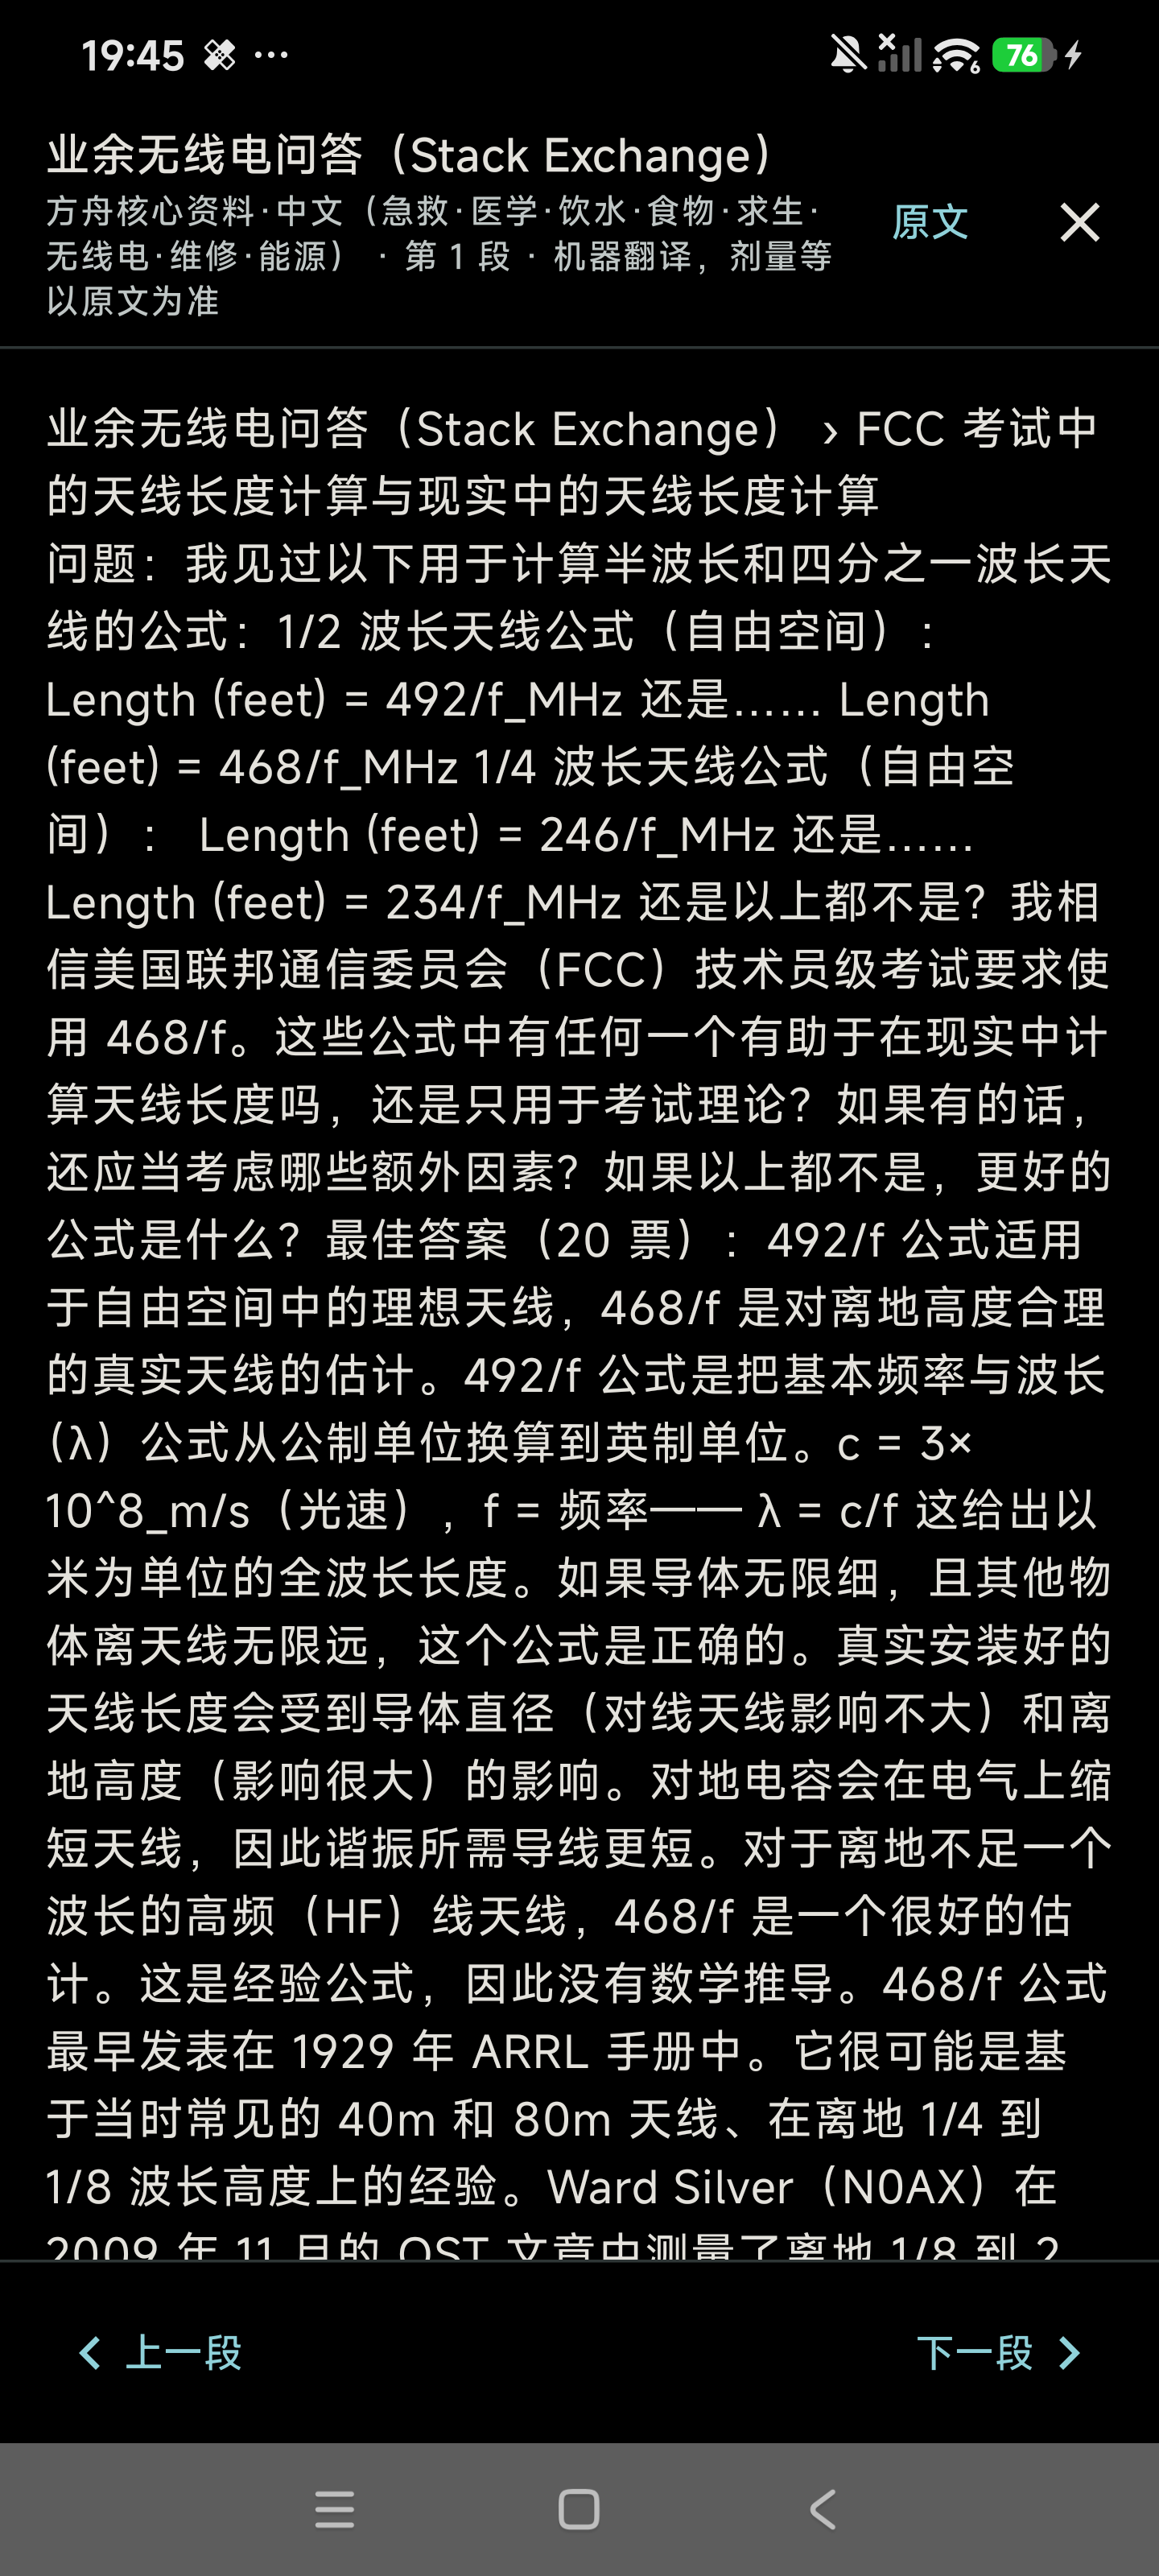 19:45 ...
6 76
业余无线电问答（Stack Exchange）
方舟核心资料·中文（急救·医学·饮水·食物·求生·
无线电·维修·能源） · 第 1 段 · 机器翻译，剂量等
以原文为准
原文
业余无线电问答（Stack Exchange） › FCC 考试中
的天线长度计算与现实中的天线长度计算
问题：我见过以下用于计算半波长和四分之一波长天
线的公式：1/2 波长天线公式（自由空间）：
Length (feet) = 492/f_MHz 还是…… Length
(feet) = 468/f_MHz 1/4 波长天线公式（自由空
间）： Length (feet) = 246/f_MHz 还是……
Length (feet) = 234/f_MHz 还是以上都不是？我相
信美国联邦通信委员会（FCC）技术员级考试要求使
用 468/f。这些公式中有任何一个有助于在现实中计
算天线长度吗，还是只用于考试理论？如果有的话，
还应当考虑哪些额外因素？如果以上都不是，更好的
公式是什么？最佳答案（20 票）：492/f 公式适用
于自由空间中的理想天线，468/f 是对离地高度合理
的真实天线的估计。492/f 公式是把基本频率与波长
（λ）公式从公制单位换算到英制单位。c = 3×
10^8_m/s（光速），f = 频率—— λ = c/f 这给出以
米为单位的全波长长度。如果导体无限细，且其他物
体离天线无限远，这个公式是正确的。真实安装好的
天线长度会受到导体直径（对线天线影响不大）和离
地高度（影响很大）的影响。对地电容会在电气上缩
短天线，因此谐振所需导线更短。对于离地不足一个
波长的高频（HF）线天线，468/f 是一个很好的估
计。这是经验公式，因此没有数学推导。468/f 公式
最早发表在 1929 年 ARRL 手册中。它很可能是基
于当时常见的 40m 和 80m 天线、在离地 1/4 到
1/8 波长高度上的经验。Ward Silver（N0AX）在
2009 年 11 月的 QST 文章中测量了离地 1/8 到 2
上一段
下一段